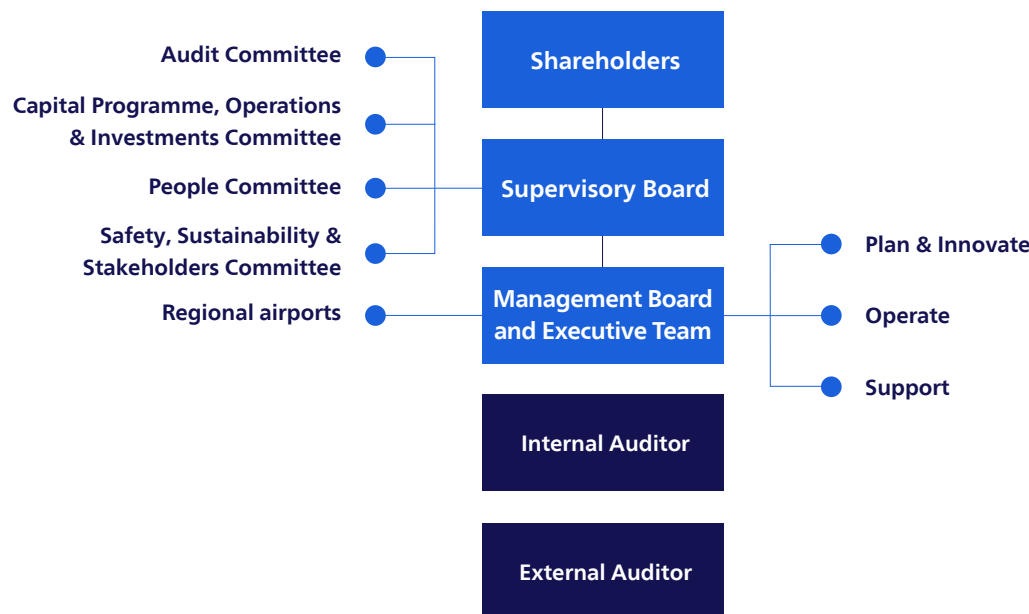 Audit Committee
Capital Programme, Operations
& Investments Committee
People Committee
Safety, Sustainability &
Stakeholders Committee
Regional airports
Shareholders
Supervisory Board
Management Board
and Executive Team
Internal Auditor
External Auditor
Plan & Innovate
Operate
Support